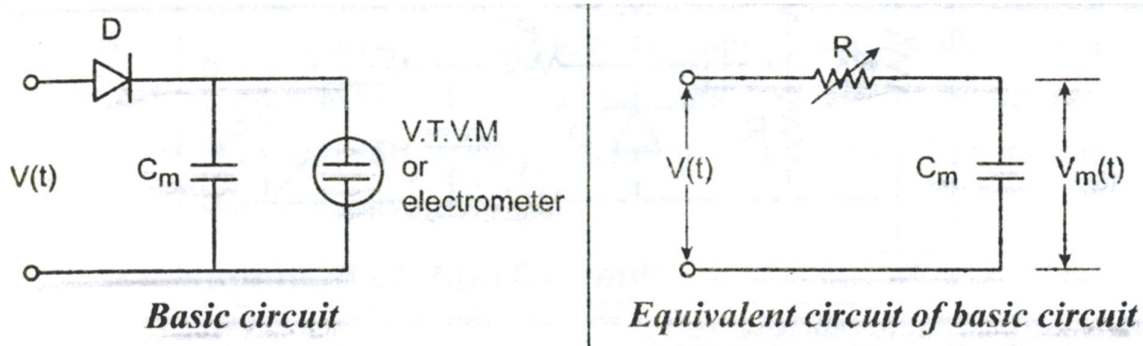 D
V(t)
Cm
V.T.V.M
or
electrometer
Basic circuit
R
V(t)
Cm
Vm(t)
Equivalent circuit of basic circuit